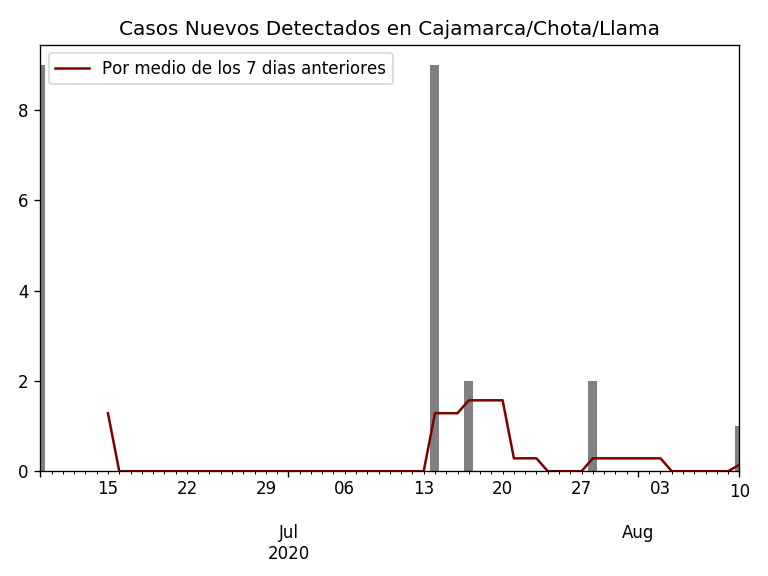 Casos Nuevos Detectados en Cajamarca/Chota/Llama
Por medio de los 7 dias anteriores
8
6
4
2
0
15 22 29 06 13 20 27 03 10
Jul Aug
2020